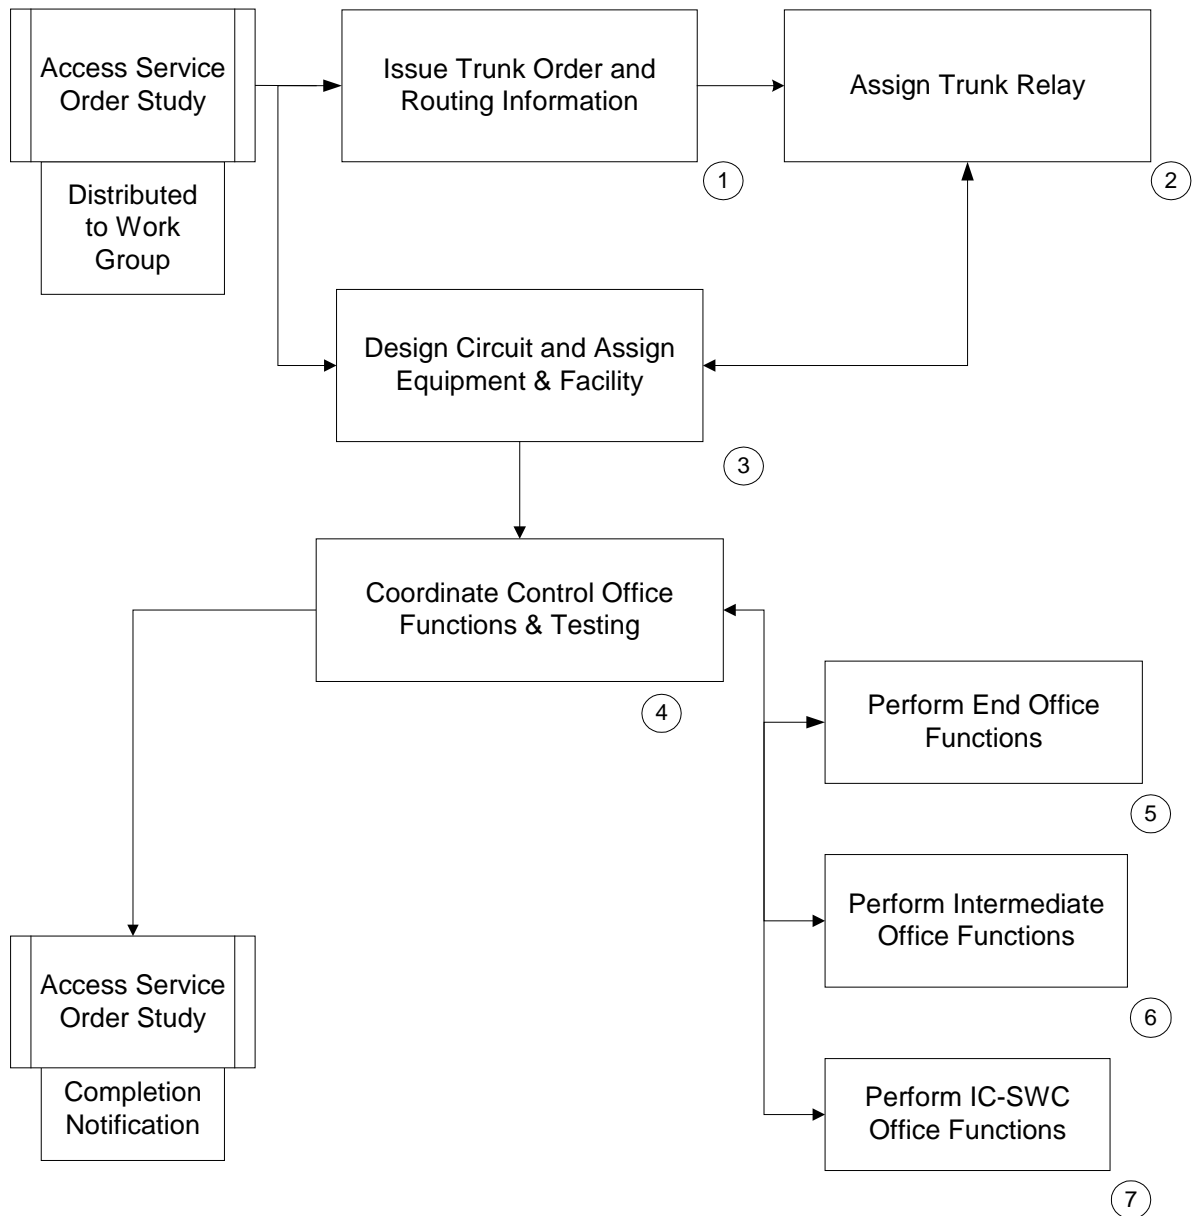 Access Service
Order Study
Distributed
to Work
Group
Issue Trunk Order and
Routing Information
1
Assign Trunk Relay
2
Design Circuit and Assign
Equipment & Facility
3
Coordinate Control Office
Functions & Testing
4
Perform End Office
Functions
5
Perform Intermediate
Office Functions
6
Perform IC-SWC
Office Functions
7
Access Service
Order Study
Completion
Notification